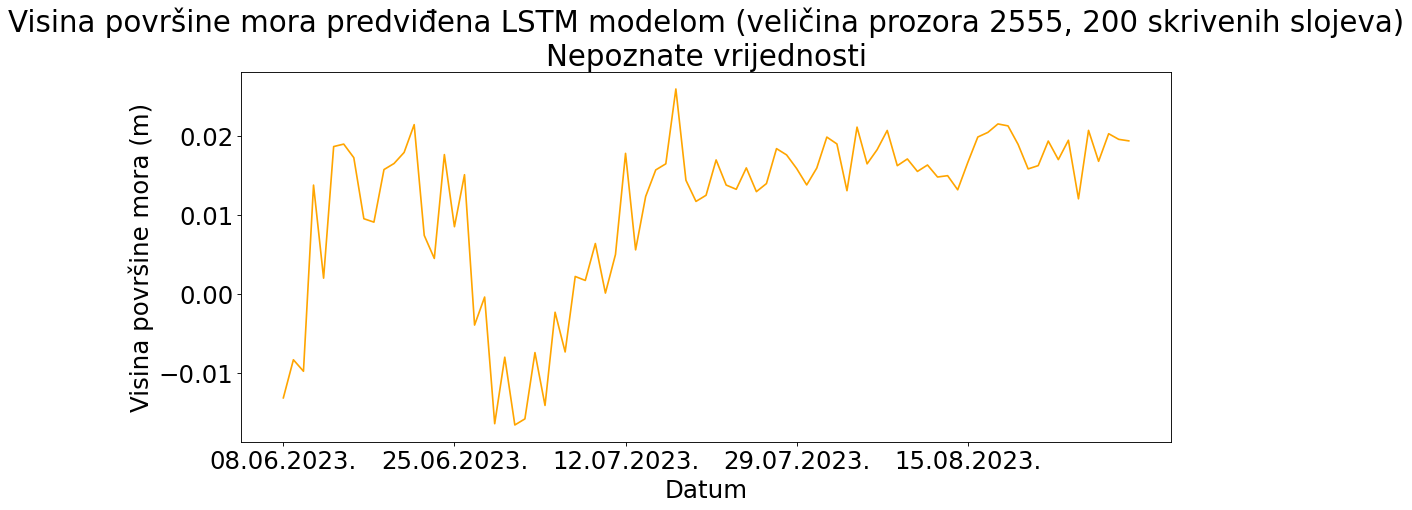 Visina površine mora predviđena LSTM modelom (veličina prozora 2555, 200 skrivenih slojeva)
Nepoznate vrijednosti
Visina površine mora (m)
0.02
0.01
0.00
−0.01
08.06.2023.
25.06.2023.
12.07.2023.
29.07.2023.
15.08.2023.
Datum